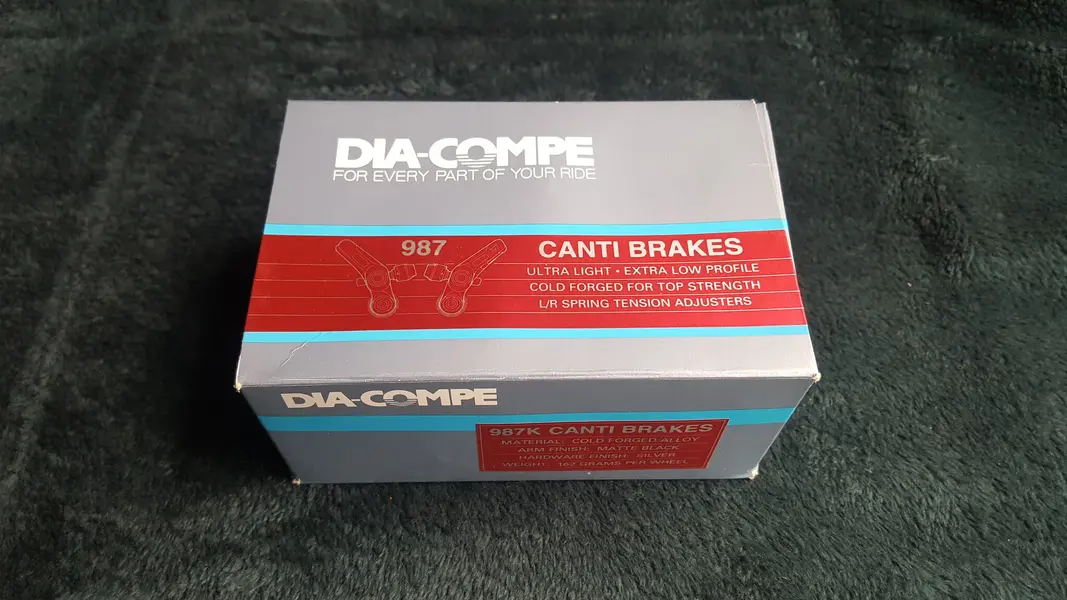 DIA-COMPE
FOR EVERY PART OF YOUR RIDE
987
CANTI BRAKES
ULTRA LIGHT • EXTRA LOW PROFILE
COLD FORGED FOR TOP STRENGTH
L/R SPRING TENSION ADJUSTERS
DIA-COMPE
987K CANTI BRAKES
MATERIAL: COLD FORGED ALLOY
ARM FINISH: MATTE BLACK
HARDWARE FINISH: SILVER
WEIGHT: 162 GRAMS PER WHEEL